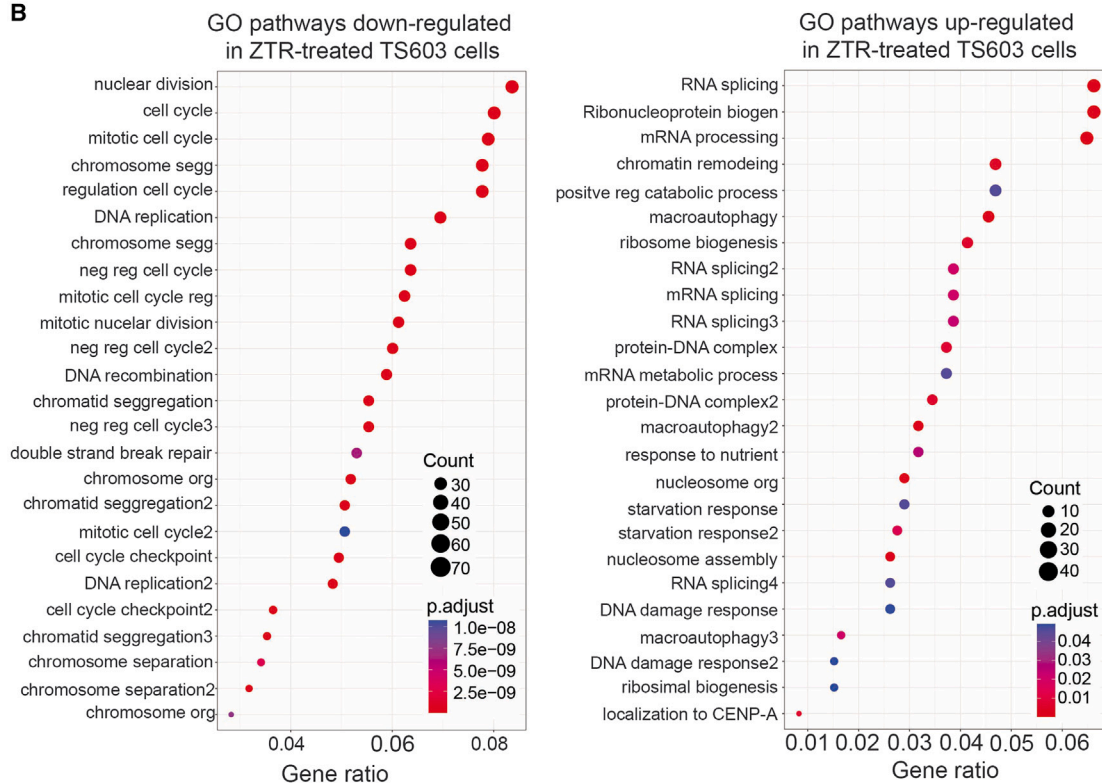 B
GO pathways down-regulated
in ZTR-treated TS603 cells
nuclear division
cell cycle
mitotic cell cycle
chromosome segg
regulation cell cycle
DNA replication
chromosome segg
neg reg cell cycle
mitotic cell cycle reg
mitotic nucelar division
neg reg cell cycle2
DNA recombination
chromatid seggregation
neg reg cell cycle3
double strand break repair
chromosome org
chromatid seggregation2
mitotic cell cycle2
cell cycle checkpoint
DNA replication2
cell cycle checkpoint2
chromatid seggregation3
chromosome separation
chromosome separation2
chromosome org
Count
30
40
50
60
70
p.adjust
1.0e−08
7.5e−09
5.0e−09
2.5e−09
0.04 0.06 0.08
Gene ratio
GO pathways up-regulated
in ZTR-treated TS603 cells
RNA splicing
Ribonucleoprotein biogen
mRNA processing
chromatin remodeing
positve reg catabolic process
macroautophagy
ribosome biogenesis
RNA splicing2
mRNA splicing
RNA splicing3
protein-DNA complex
mRNA metabolic process
protein-DNA complex2
macroautophagy2
response to nutrient
nucleosome org
starvation response
starvation response2
nucleosome assembly
RNA splicing4
DNA damage response
macroautophagy3
DNA damage response2
ribosimal biogenesis
localization to CENP-A
Count
10
20
30
40
p.adjust
0.04
0.03
0.02
0.01
0.01 0.02 0.03 0.04 0.05 0.06
Gene ratio